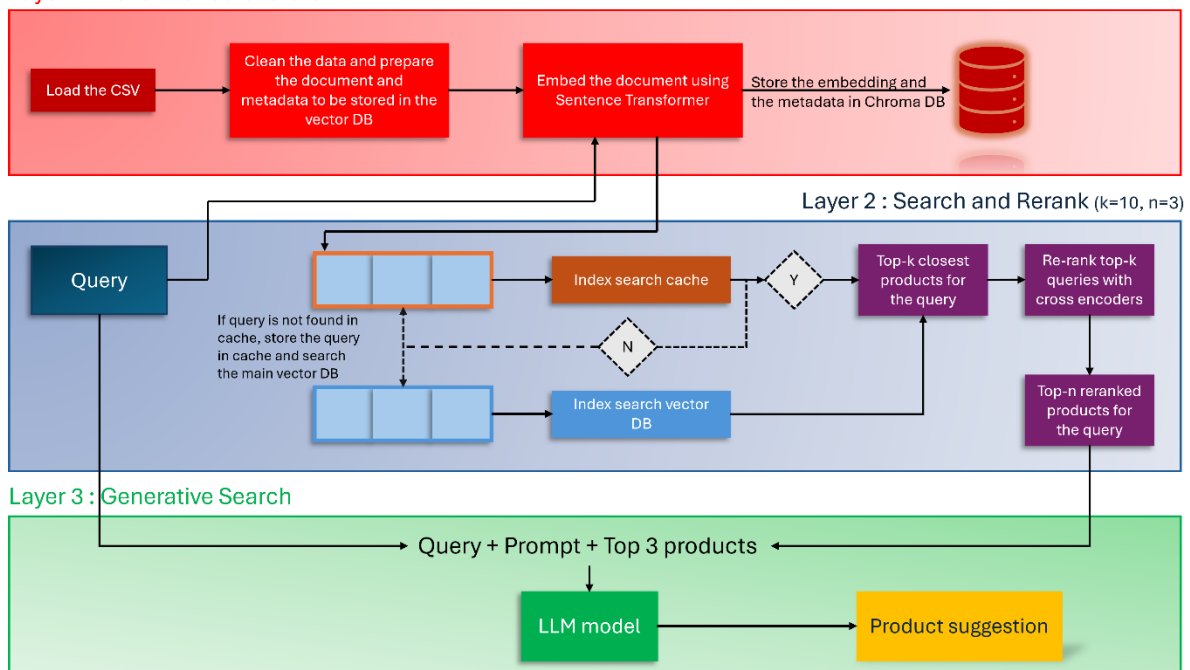 Load the CSV
Clean the data and prepare
the document and
metadata to be stored in the
vector DB
Embed the document using
Sentence Transformer
Store the embedding and
the metadata in Chroma DB
Layer 2 : Search and Rerank (k=10, n=3)
Query
Index search cache
Y
Top-k closest
products for
the query
Re-rank top-k
queries with
cross encoders
If query is not found in
cache, store the query
in cache and search
the main vector DB
N
Index search vector
DB
Top-n reranked
products for
the query
Layer 3 : Generative Search
Query + Prompt + Top 3 products
LLM model
Product suggestion